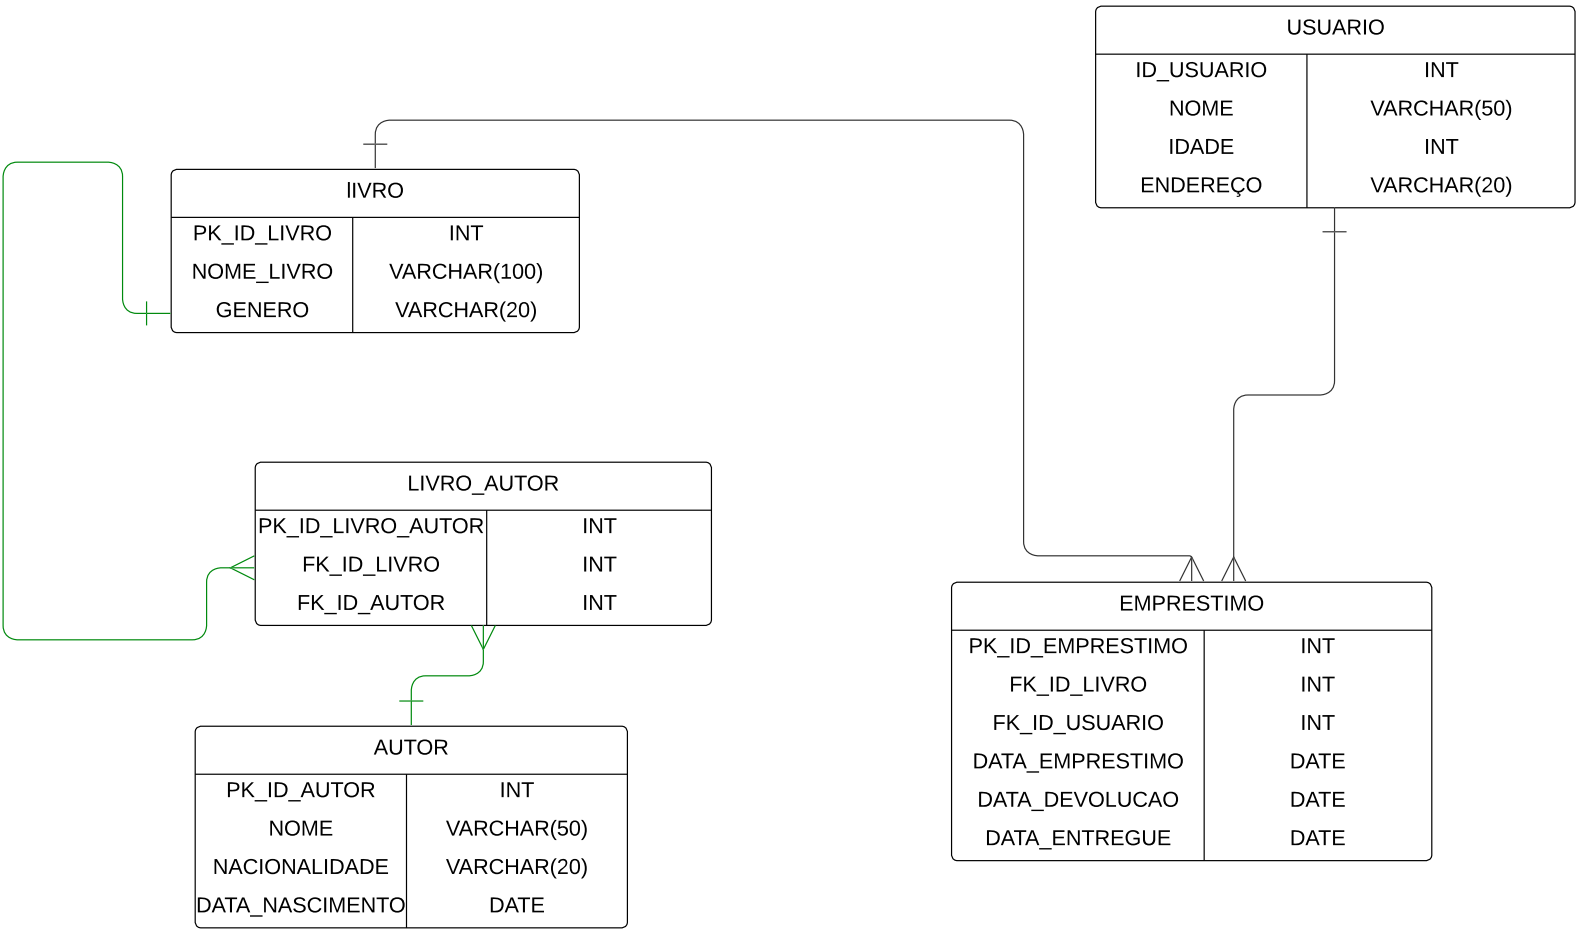 USUARIO
ID_USUARIO INT
NOME VARCHAR(50)
IDADE INT
ENDEREÇO VARCHAR(20)
lIVRO
PK_ID_LIVRO INT
NOME_LIVRO VARCHAR(100)
GENERO VARCHAR(20)
LIVRO_AUTOR
PK_ID_LIVRO_AUTOR INT
FK_ID_LIVRO INT
FK_ID_AUTOR INT
EMPRESTIMO
PK_ID_EMPRESTIMO INT
FK_ID_LIVRO INT
FK_ID_USUARIO INT
DATA_EMPRESTIMO DATE
DATA_DEVOLUCAO DATE
DATA_ENTREGUE DATE
AUTOR
PK_ID_AUTOR INT
NOME VARCHAR(50)
NACIONALIDADE VARCHAR(20)
DATA_NASCIMENTO DATE